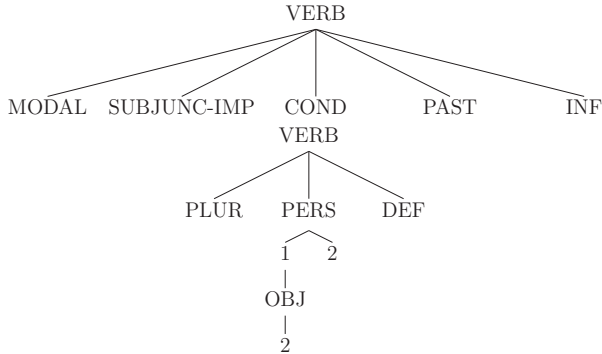 VERB
MODAL SUBJUNC-IMP COND PAST INF
VERB
PLUR PERS DEF
1 2
OBJ
2